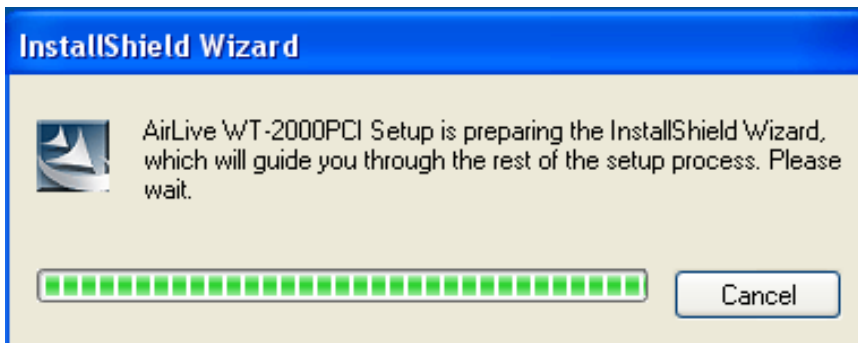 InstallShield Wizard
AirLive WT-2000PCI Setup is preparing the InstallShield Wizard,
which will guide you through the rest of the setup process. Please
wait.
Cancel